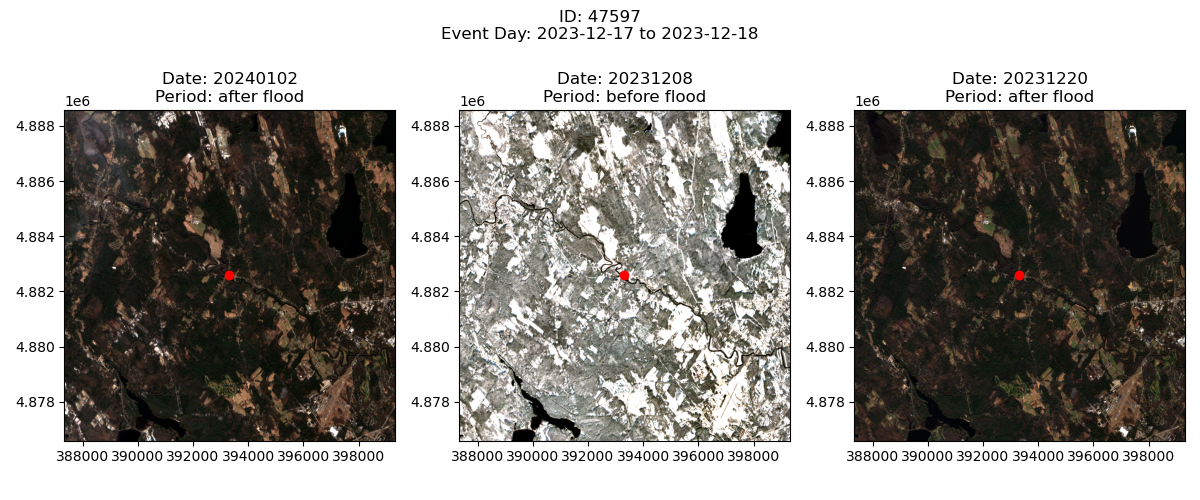 ID: 47597
Event Day: 2023-12-17 to 2023-12-18
Date: 20240102
Period: after flood
1e6
4.888
4.886
4.884
4.882
4.880
4.878
388000 390000 392000 394000 396000 398000
Date: 20231208
Period: before flood
1e6
4.888
4.886
4.884
4.882
4.880
4.878
388000 390000 392000 394000 396000 398000
Date: 20231220
Period: after flood
1e6
4.888
4.886
4.884
4.882
4.880
4.878
388000 390000 392000 394000 396000 398000